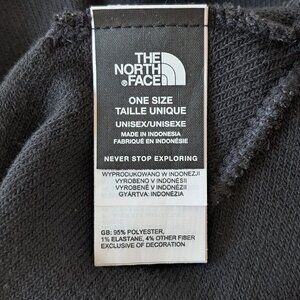 THE
NORTH
FACE
ONE SIZE
TAILLE UNIQUE
UNISEX/UNISEXE
MADE IN INDONESIA
FABRIQUÉ EN INDONÉSIE
NEVER STOP EXPLORING
WYPRODUKOWANO W INDONEZJI
VYROBENO V INDONÉSII
VYROBENÉ V INDONÉZII
GYÁRTVA: INDONÉZIA
GB: 95% POLYESTER,
1% ELASTANE, 4% OTHER FIBER
EXCLUSIVE OF DECORATION